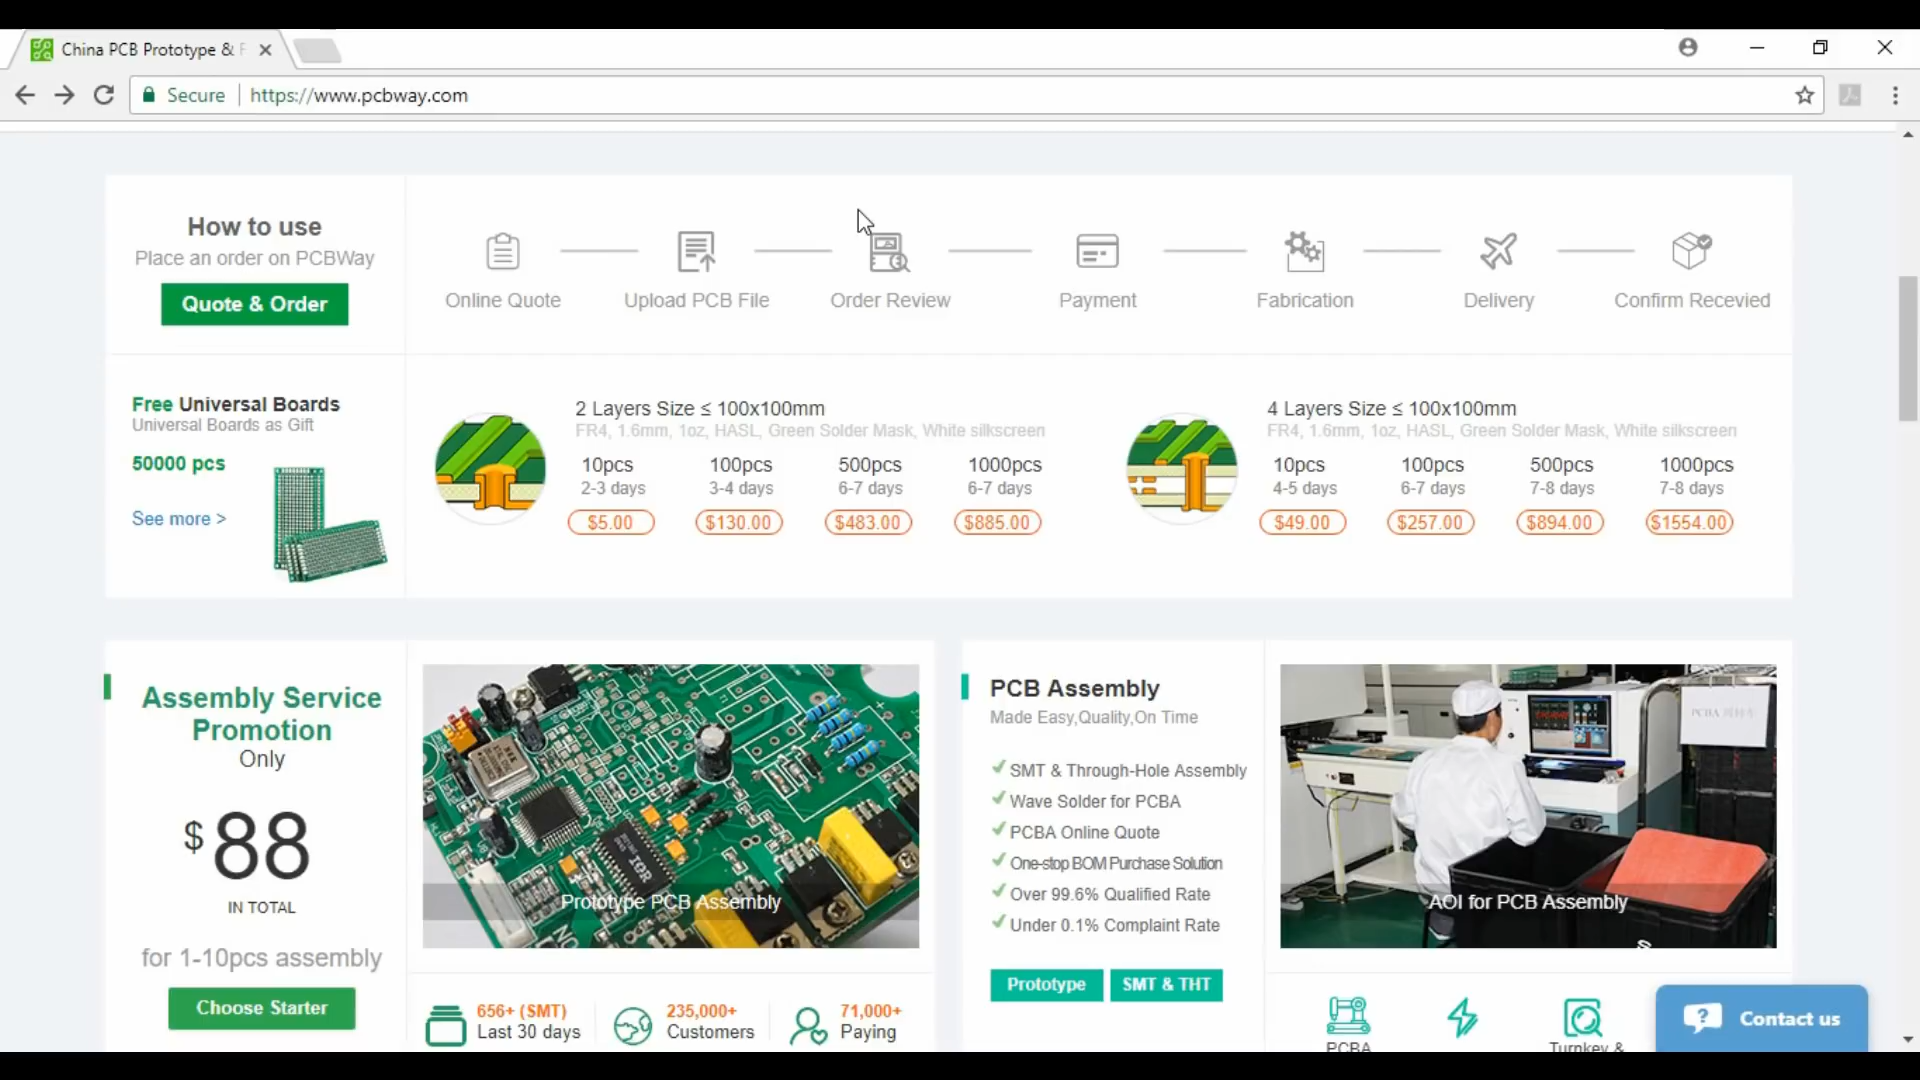 China PCB Prototype &
Secure
https://www.pcbway.com
How to use
Place an order on PCBWay
Quote & Order
Online Quote
Upload PCB File
Order Review
Payment
Fabrication
Delivery
Confirm Recevied
Free Universal Boards
Universal Boards as Gift
50000 pcs
See more >
2 Layers Size ≤ 100x100mm
FR4, 1.6mm, 1oz, HASL, Green Solder Mask, White silkscreen
10pcs 100pcs 500pcs 1000pcs
2-3 days 3-4 days 6-7 days 6-7 days
$5.00 $130.00 $483.00 $885.00
4 Layers Size ≤ 100x100mm
FR4, 1.6mm, 1oz, HASL, Green Solder Mask, White silkscreen
10pcs 100pcs 500pcs 1000pcs
4-5 days 6-7 days 7-8 days 7-8 days
$49.00 $257.00 $894.00 $1554.00
Assembly Service
Promotion
Only
$88
IN TOTAL
for 1-10pcs assembly
Choose Starter
Prototype PCB Assembly
656+ (SMT)
Last 30 days
235,000+
Customers
71,000+
Paying
PCB Assembly
Made Easy,Quality,On Time
SMT & Through-Hole Assembly
Wave Solder for PCBA
PCBA Online Quote
One-stop BOM Purchase Solution
Over 99.6% Qualified Rate
Under 0.1% Complaint Rate
Prototype
SMT & THT
AOI for PCB Assembly
PCBA
Turnkey &
Contact us